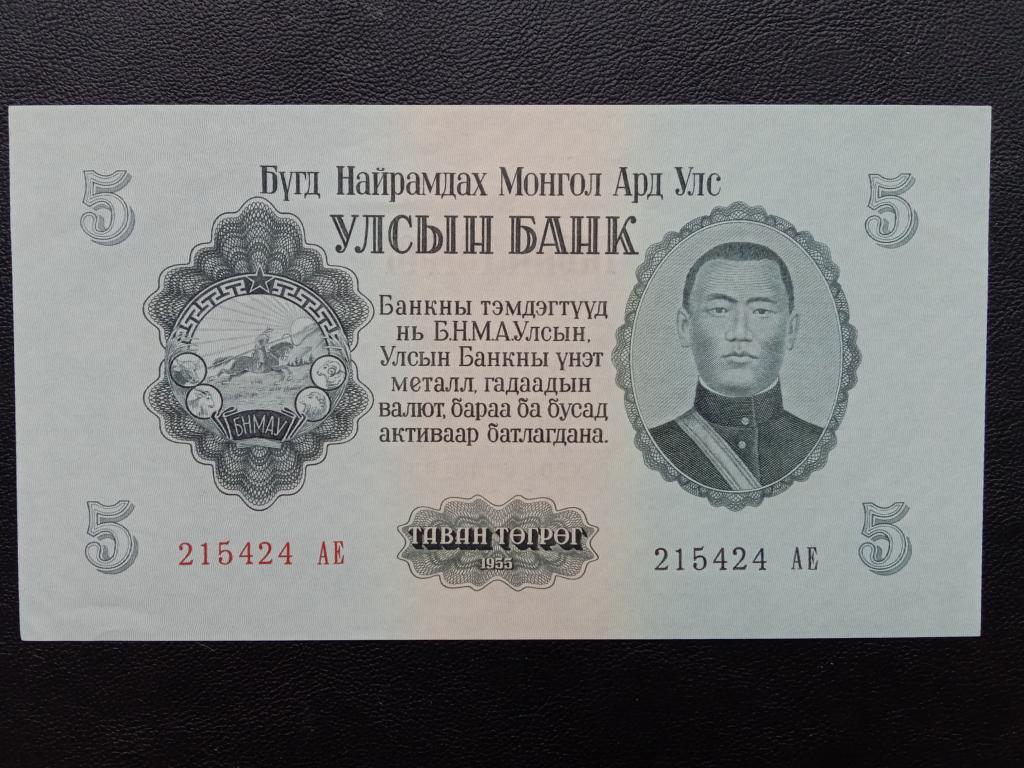 5
5
Бүгд Найрамдах Монгол Ард Улс
УЛСЫН БАНК
Банкны тэмдэгтүүд
нь Б.Н.М.А.Улсын,
Улсын Банкны үнэт
металл, гадаадын
валют, бараа ба бусад
активаар батлагдана.
БНМАУ
5
5
215424 АЕ
ТАВАН ТӨГРӨГ
1955
215424 АЕ